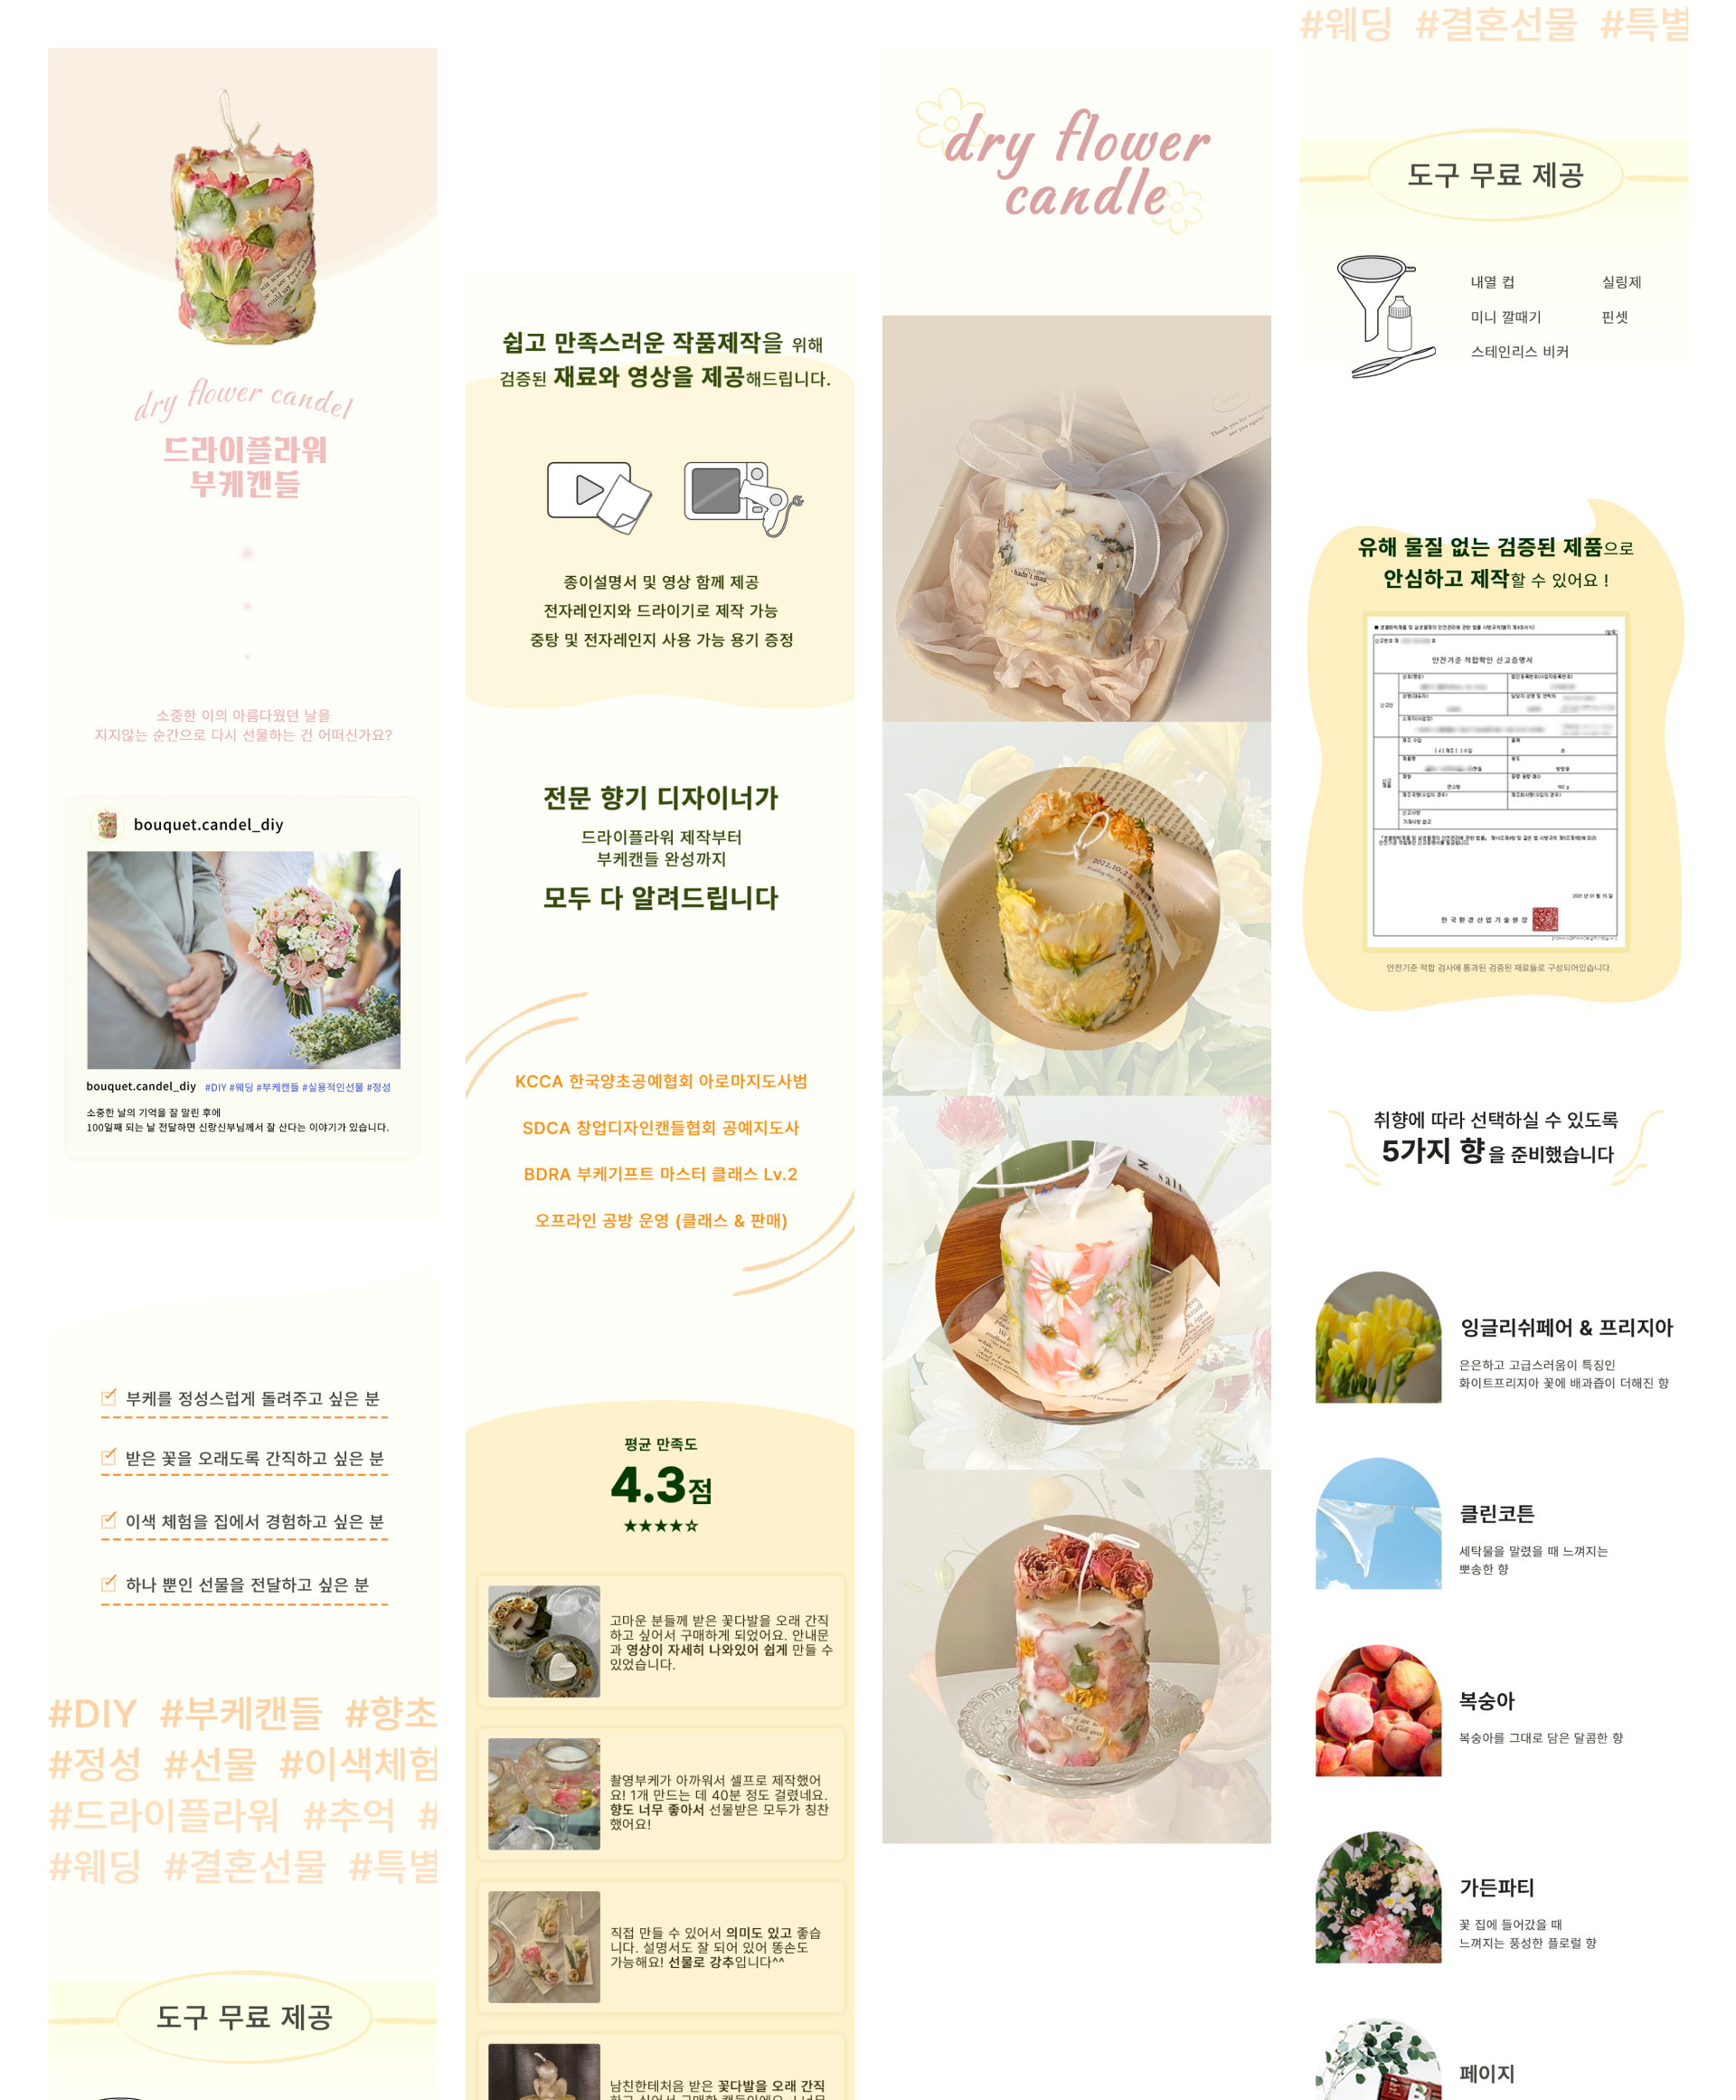 dry flower candel
드라이플라워
부케캔들
소중한 이의 아름다웠던 날을
지지않는 순간으로 다시 선물하는 건 어떠신가요?
bouquet.candel_diy
bouquet.candel_diy #DIY #웨딩 #부케캔들 #실용적인선물 #정성
소중한 날의 기억을 잘 말린 후에
100일째 되는 날 전달하면 신랑신부님께서 잘 산다는 이야기가 있습니다.
부케를 정성스럽게 돌려주고 싶은 분
받은 꽃을 오래도록 간직하고 싶은 분
이색 체험을 집에서 경험하고 싶은 분
하나 뿐인 선물을 전달하고 싶은 분
#DIY #부케캔들 #향초
#정성 #선물 #이색체험
#드라이플라워 #추억 #
#웨딩 #결혼선물 #특별
도구 무료 제공
쉽고 만족스러운 작품제작을 위해
검증된 재료와 영상을 제공해드립니다.
종이설명서 및 영상 함께 제공
전자레인지와 드라이기로 제작 가능
중탕 및 전자레인지 사용 가능 용기 증정
전문 향기 디자이너가
드라이플라워 제작부터
부케캔들 완성까지
모두 다 알려드립니다
KCCA 한국양초공예협회 아로마지도사범
SDCA 창업디자인캔들협회 공예지도사
BDRA 부케기프트 마스터 클래스 Lv.2
오프라인 공방 운영 (클래스 & 판매)
평균 만족도
4.3점
★★★★☆
고마운 분들께 받은 꽃다발을 오래 간직
하고 싶어서 구매하게 되었어요. 안내문
과 영상이 자세히 나와있어 쉽게 만들 수
있었습니다.
촬영부케가 아까워서 셀프로 제작했어
요! 1개 만드는 데 40분 정도 걸렸네요.
향도 너무 좋아서 선물받은 모두가 칭찬
했어요!
직접 만들 수 있어서 의미도 있고 좋습
니다. 설명서도 잘 되어 있어 똥손도
가능해요! 선물로 강추입니다^^
남친한테처음 받은 꽃다발을 오래 간직
dry flower
candle
Thank you for everything
see you again!
hadn't mad
2022.10.22
salt
#웨딩 #결혼선물 #특별
도구 무료 제공
내열 컵 실링제
미니 깔때기 핀셋
스테인리스 비커
유해 물질 없는 검증된 제품으로
안심하고 제작할 수 있어요 !
안전기준 적합확인 신고증명서
신고인
신고제품
한국환경산업기술원장
안전기준 적합 검사에 통과된 검증된 재료들로 구성되어있습니다.
취향에 따라 선택하실 수 있도록
5가지 향을 준비했습니다
잉글리쉬페어 & 프리지아
은은하고 고급스러움이 특징인
화이트프리지아 꽃에 배과즙이 더해진 향
클린코튼
세탁물을 말렸을 때 느껴지는
뽀송한 향
복숭아
복숭아를 그대로 담은 달콤한 향
가든파티
꽃 집에 들어갔을 때
느껴지는 풍성한 플로럴 향
페이지